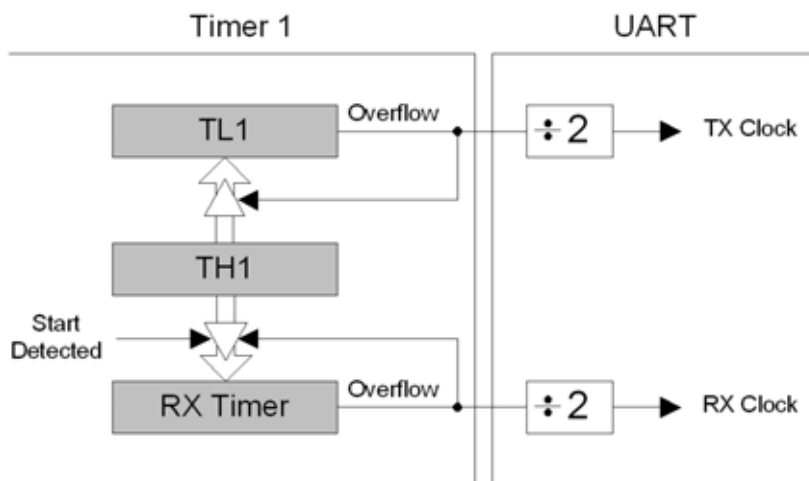 Timer 1
UART
TL1
Overflow
÷2
TX Clock
TH1
Start
Detected
RX Timer
Overflow
÷2
RX Clock